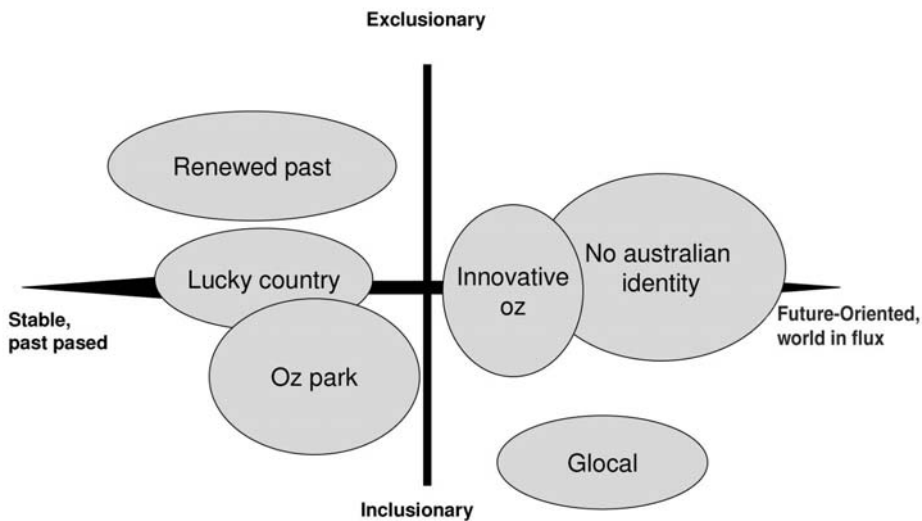 Exclusionary
Renewed past
Lucky country
Innovative
oz
No australian
identity
Stable,
past pased
Future-Oriented,
world in flux
Oz park
Glocal
Inclusionary